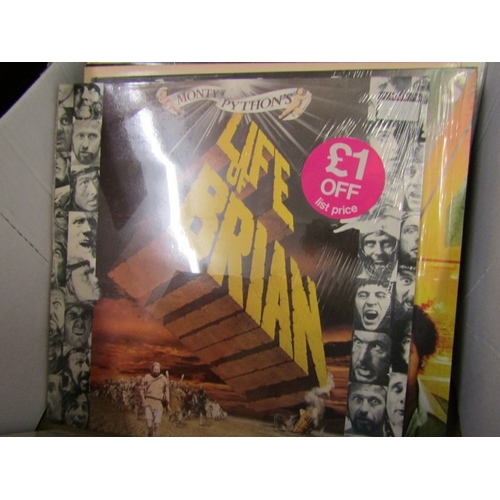 MONTY PYTHON'S
LIFE
OF
BRIAN
£1
OFF
list price